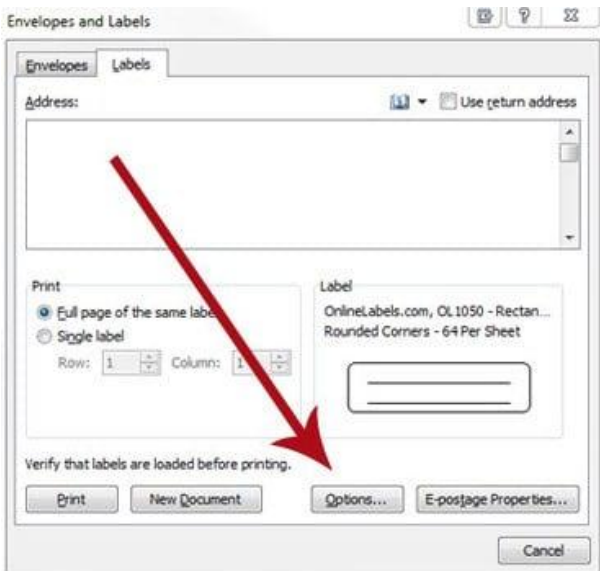 Envelopes and Labels
Envelopes Labels
Address:
Use return address
Print
Full page of the same label
Single label
Row: 1 Column: 1
Label
OnlineLabels.com, OL1050 - Rectan...
Rounded Corners - 64 Per Sheet
Verify that labels are loaded before printing.
Print New Document Options... E-postage Properties...
Cancel